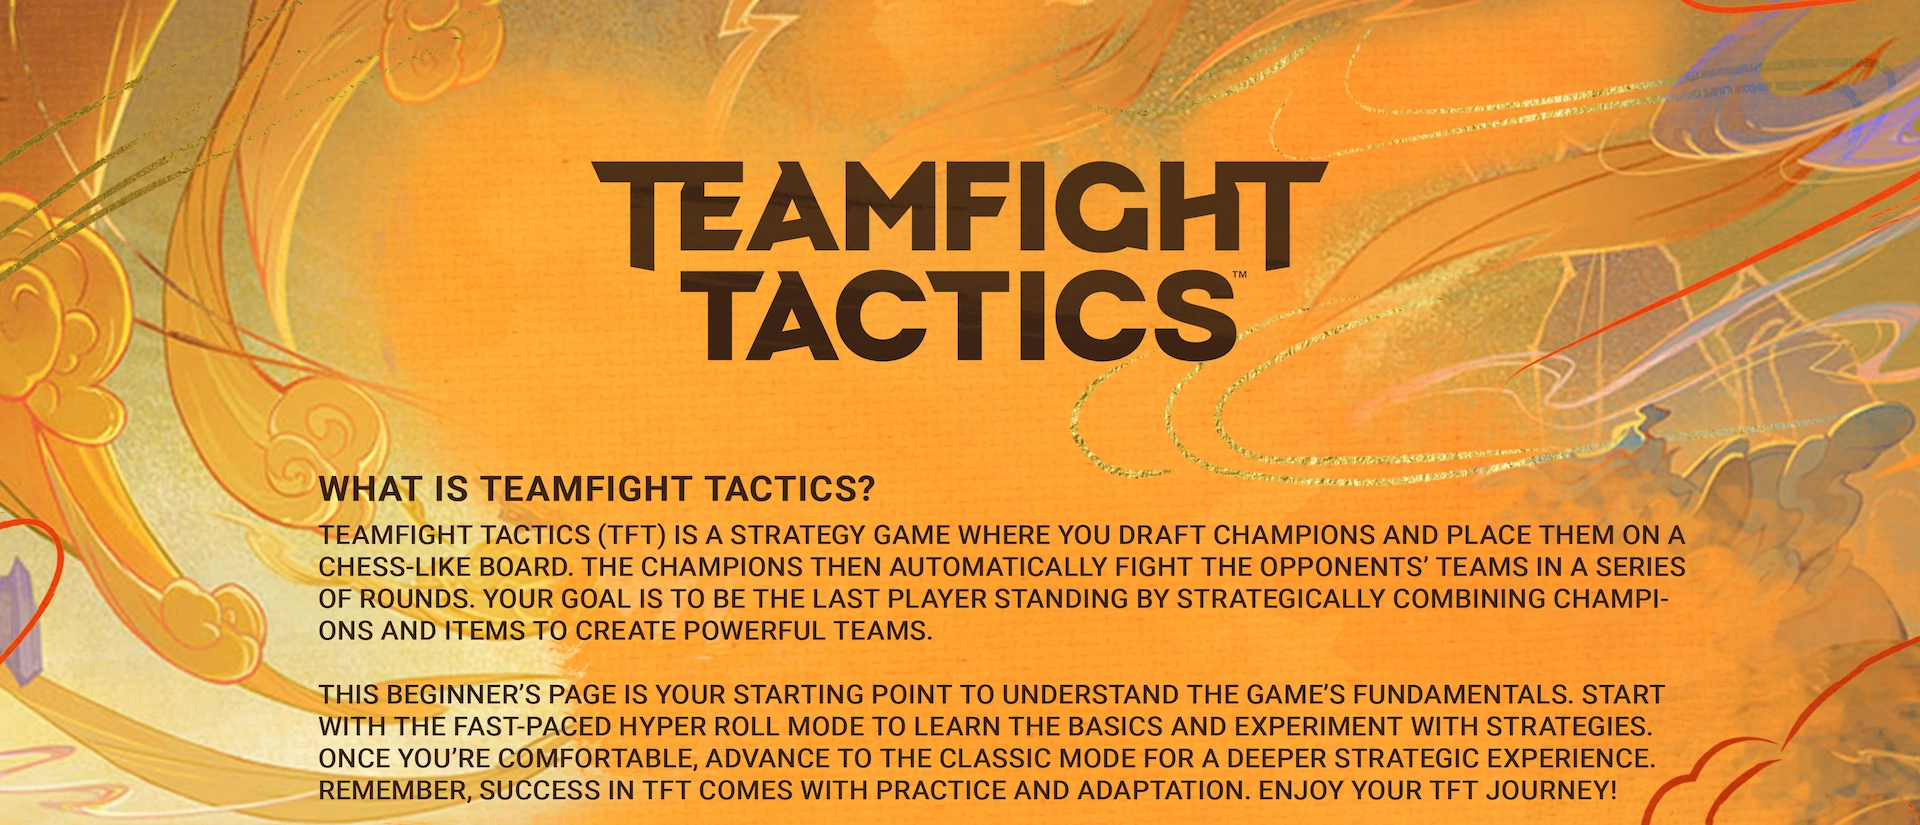 TEAMFIGHT
TACTICS™
WHAT IS TEAMFIGHT TACTICS?
TEAMFIGHT TACTICS (TFT) IS A STRATEGY GAME WHERE YOU DRAFT CHAMPIONS AND PLACE THEM ON A
CHESS-LIKE BOARD. THE CHAMPIONS THEN AUTOMATICALLY FIGHT THE OPPONENTS’ TEAMS IN A SERIES
OF ROUNDS. YOUR GOAL IS TO BE THE LAST PLAYER STANDING BY STRATEGICALLY COMBINING CHAMPI-
ONS AND ITEMS TO CREATE POWERFUL TEAMS.
THIS BEGINNER’S PAGE IS YOUR STARTING POINT TO UNDERSTAND THE GAME’S FUNDAMENTALS. START
WITH THE FAST-PACED HYPER ROLL MODE TO LEARN THE BASICS AND EXPERIMENT WITH STRATEGIES.
ONCE YOU’RE COMFORTABLE, ADVANCE TO THE CLASSIC MODE FOR A DEEPER STRATEGIC EXPERIENCE.
REMEMBER, SUCCESS IN TFT COMES WITH PRACTICE AND ADAPTATION. ENJOY YOUR TFT JOURNEY!